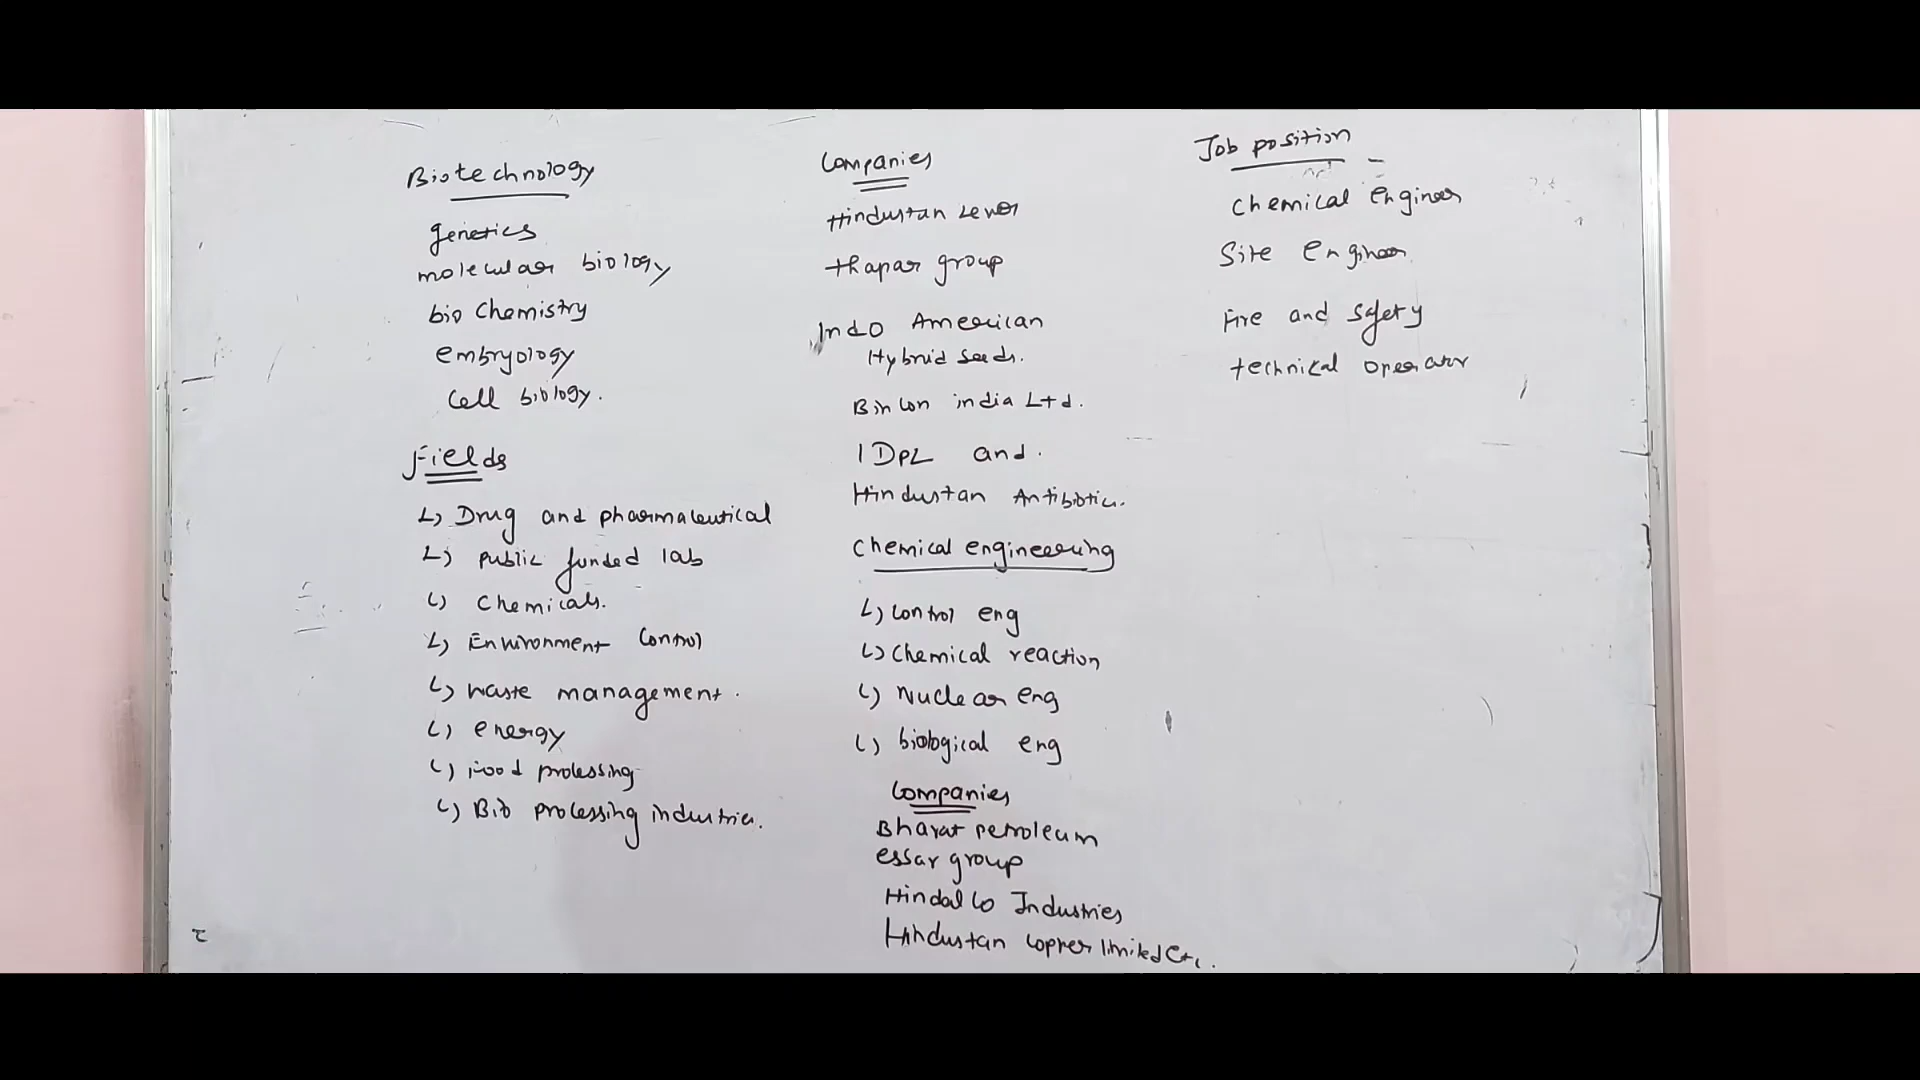 Biotechnology
genetics
molecular biology
bio Chemistry
embryology
Cell biology.
Fields
Drug and pharmaceutical
public funded lab
Chemicals.
Environment Control
waste management.
energy
Food processing
Bio processing industries.
Companies
Hindustan Lever
thapar group
Indo American
Hybrid seeds.
india Ltd.
IDPL and.
Hindustan Antibiotics.
Chemical engineering
Control eng
Chemical reaction
Nuclear eng
biological eng
Companies
Bharat petroleum
essar group
Hindalco Industries
Hindustan copper limited etc.
Job position
Chemical Engineer
Site Engineer
Fire and safety
technical operator